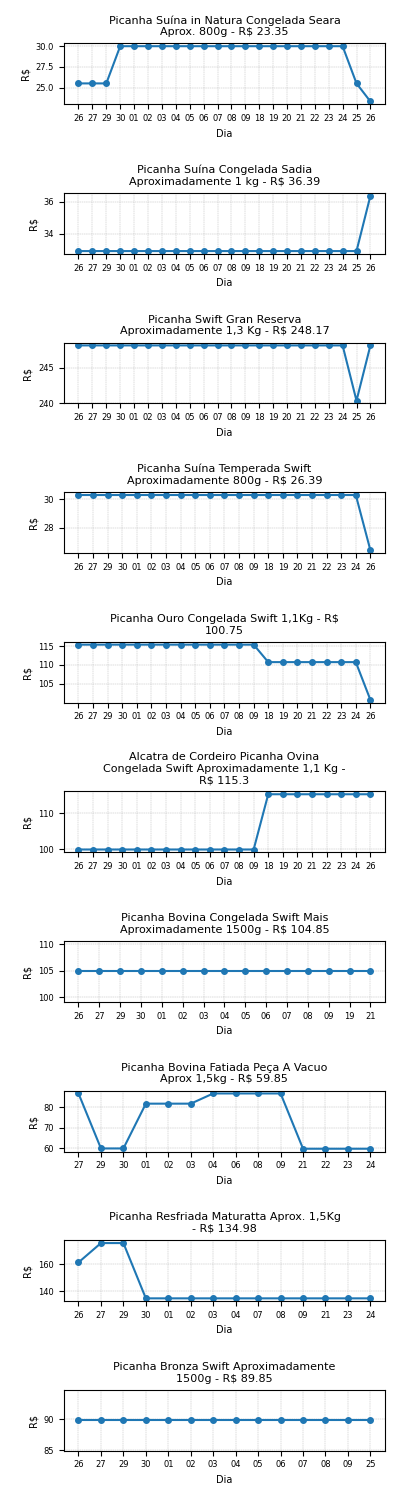 Picanha Suína in Natura Congelada Seara
Aprox. 800g - R$ 23.35
30.0
27.5
25.0
R$
26 27 29 30 01 02 03 04 05 06 07 08 09 18 19 20 21 22 23 24 25 26
Dia
Picanha Suína Congelada Sadia
Aproximadamente 1 kg - R$ 36.39
36
34
R$
26 27 29 30 01 02 03 04 05 06 07 08 09 18 19 20 21 22 23 24 25 26
Dia
Picanha Swift Gran Reserva
Aproximadamente 1,3 Kg - R$ 248.17
245
240
R$
26 27 29 30 01 02 03 04 05 06 07 08 09 18 19 20 21 22 23 24 25 26
Dia
Picanha Suína Temperada Swift
Aproximadamente 800g - R$ 26.39
30
28
R$
26 27 29 30 01 02 03 04 05 06 07 08 09 18 19 20 21 22 23 24 26
Dia
Picanha Ouro Congelada Swift 1,1Kg - R$
100.75
115
110
105
R$
26 27 29 30 01 02 03 04 05 06 07 08 09 18 19 20 21 22 23 24 26
Dia
Alcatra de Cordeiro Picanha Ovina
Congelada Swift Aproximadamente 1,1 Kg -
R$ 115.3
110
100
R$
26 27 29 30 01 02 03 04 05 06 07 08 09 18 19 20 21 22 23 24 26
Dia
Picanha Bovina Congelada Swift Mais
Aproximadamente 1500g - R$ 104.85
110
105
100
R$
26 27 29 30 01 02 03 04 05 06 07 08 09 19 21
Dia
Picanha Bovina Fatiada Peça A Vacuo
Aprox 1,5kg - R$ 59.85
80
70
60
R$
27 29 30 01 02 03 04 06 08 09 21 22 23 24
Dia
Picanha Resfriada Maturatta Aprox. 1,5Kg
- R$ 134.98
160
140
R$
26 27 29 30 01 02 03 04 07 08 09 21 23 24
Dia
Picanha Bronza Swift Aproximadamente
1500g - R$ 89.85
90
85
R$
26 27 29 30 01 02 03 04 05 06 07 08 09 25
Dia